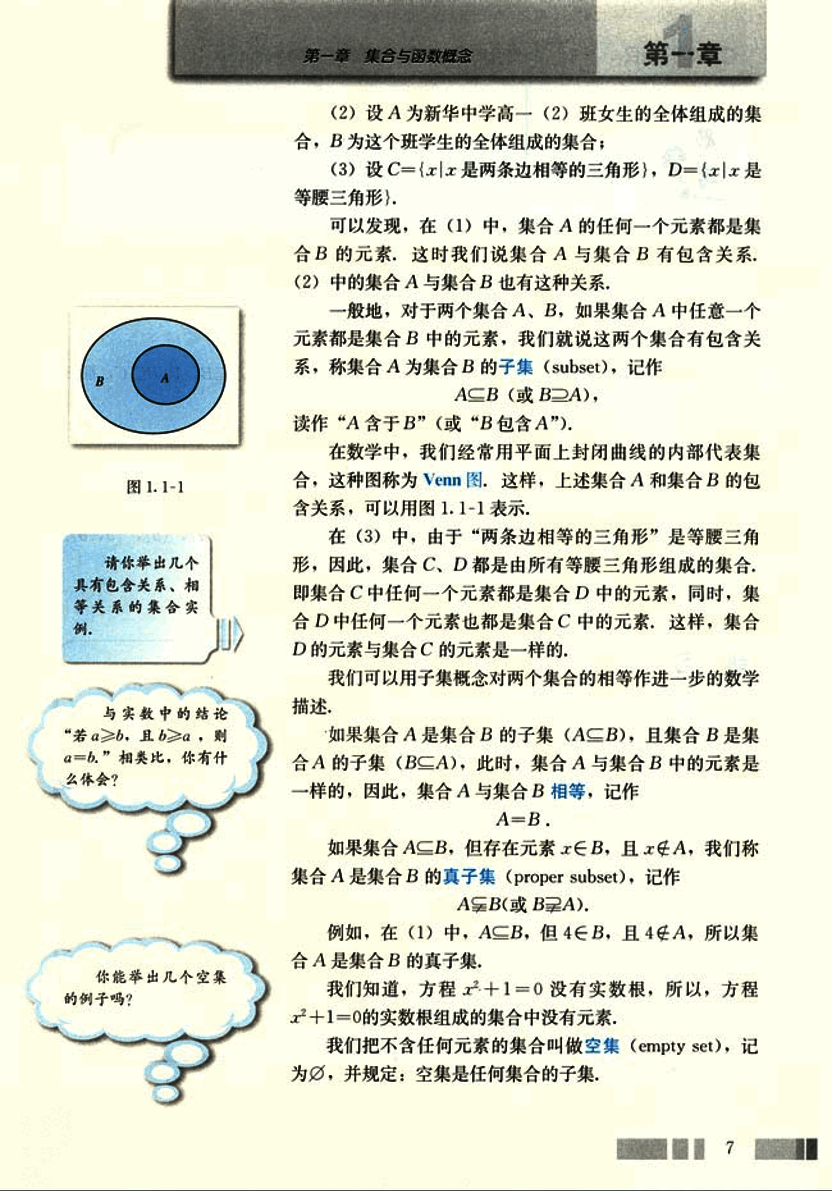 第一章 集合与函数概念
第一章
（2）设 A 为新华中学高一（2）班女生的全体组成的集
合，B 为这个班学生的全体组成的集合；
（3）设 C={x|x 是两条边相等的三角形}，D={x|x 是
等腰三角形}.
可以发现，在（1）中，集合 A 的任何一个元素都是集
合 B 的元素. 这时我们说集合 A 与集合 B 有包含关系.
（2）中的集合 A 与集合 B 也有这种关系.
一般地，对于两个集合 A、B，如果集合 A 中任意一个
元素都是集合 B 中的元素，我们就说这两个集合有包含关
系，称集合 A 为集合 B 的子集（subset），记作
A⊆B（或 B⊇A），
读作“A 含于 B”（或“B 包含 A”）.
在数学中，我们经常用平面上封闭曲线的内部代表集
合，这种图称为 Venn 图. 这样，上述集合 A 和集合 B 的包
含关系，可以用图 1.1-1 表示.
在（3）中，由于“两条边相等的三角形”是等腰三角
形，因此，集合 C、D 都是由所有等腰三角形组成的集合.
即集合 C 中任何一个元素都是集合 D 中的元素，同时，集
合 D 中任何一个元素也都是集合 C 中的元素. 这样，集合
D 的元素与集合 C 的元素是一样的.
我们可以用子集概念对两个集合的相等作进一步的数学
描述.
如果集合 A 是集合 B 的子集（A⊆B），且集合 B 是集
合 A 的子集（B⊆A），此时，集合 A 与集合 B 中的元素是
一样的，因此，集合 A 与集合 B 相等，记作
A=B.
如果集合 A⊆B，但存在元素 x∈B，且 x∉A，我们称
集合 A 是集合 B 的真子集（proper subset），记作
A⫋B(或 B⫌A).
例如，在（1）中，A⊆B，但 4∈B，且 4∉A，所以集
合 A 是集合 B 的真子集.
我们知道，方程 x²+1=0 没有实数根，所以，方程
x²+1=0的实数根组成的集合中没有元素.
我们把不含任何元素的集合叫做空集（empty set），记
为∅，并规定：空集是任何集合的子集.
B
A
图 1.1-1
请你举出几个
具有包含关系、相
等关系的集合实
例.
与实数中的结论
“若 a≥b，且 b≥a，则
a=b.”相类比，你有什
么体会？
你能举出几个空集
的例子吗？
7